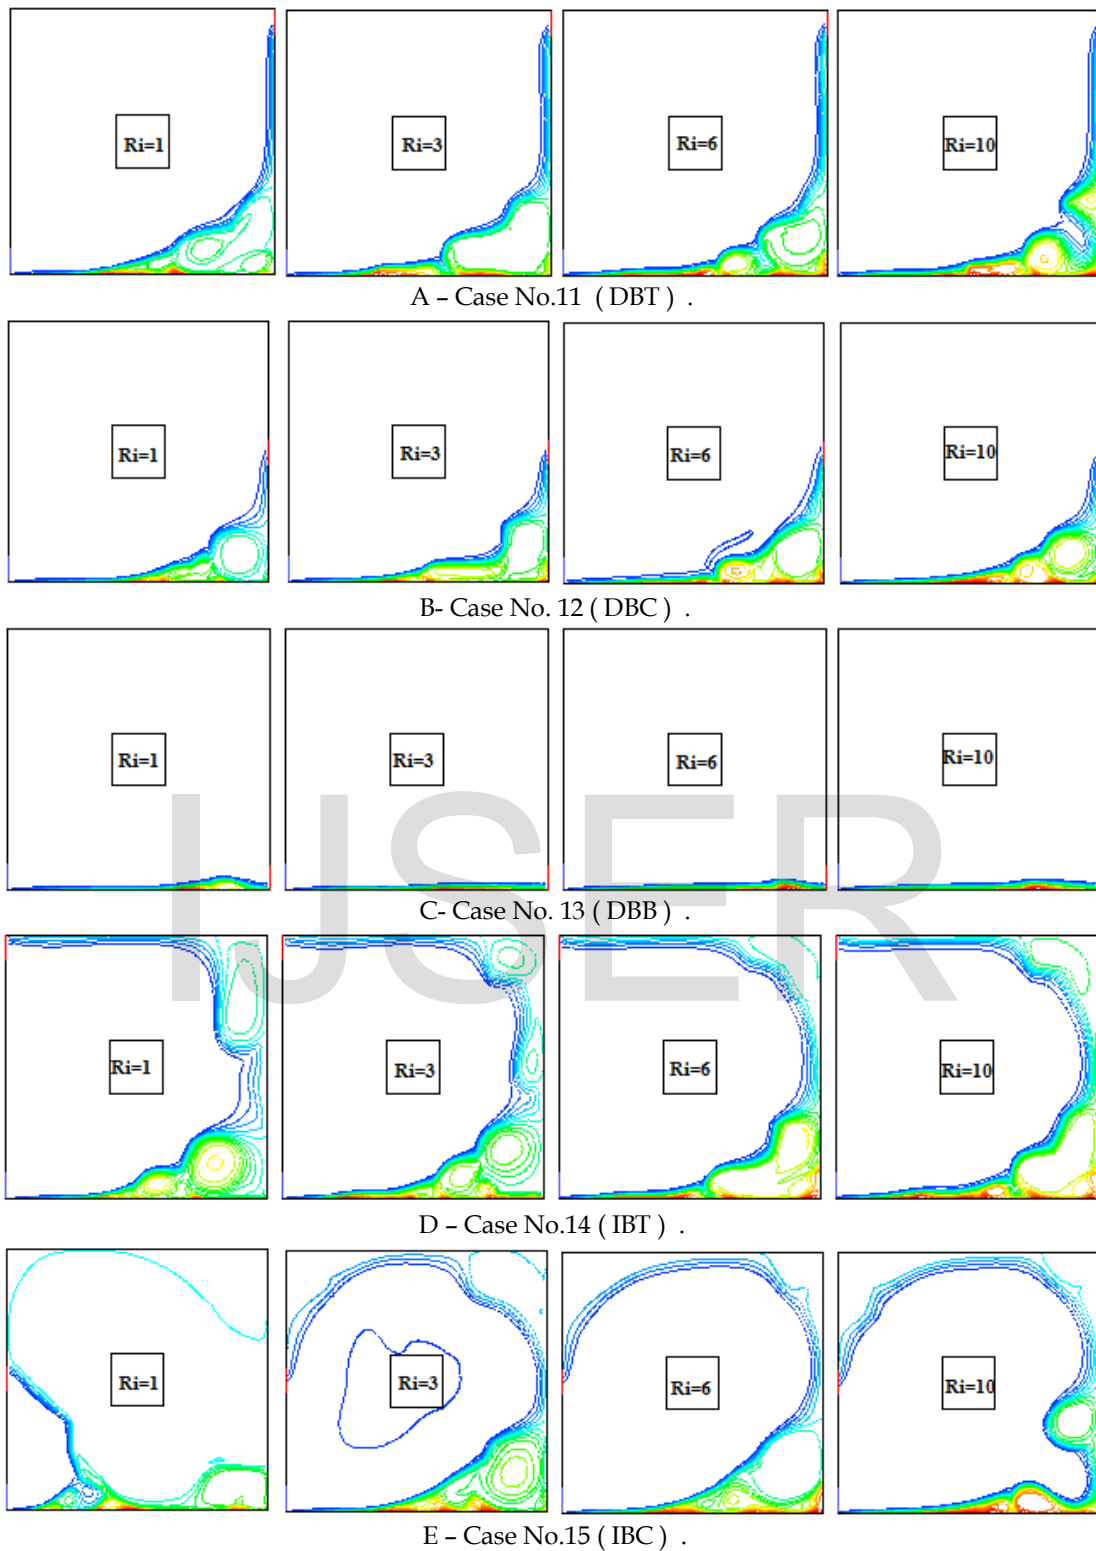 Ri=1 Ri=3 Ri=6 Ri=10
A – Case No.11 ( DBT ) .
Ri=1 Ri=3 Ri=6 Ri=10
B- Case No. 12 ( DBC ) .
Ri=1 Ri=3 Ri=6 Ri=10
C- Case No. 13 ( DBB ) .
IJSER
Ri=1 Ri=3 Ri=6 Ri=10
D – Case No.14 ( IBT ) .
Ri=1 Ri=3 Ri=6 Ri=10
E – Case No.15 ( IBC ) .